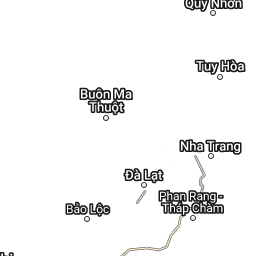 Quy Nhơn
Tuy Hòa
Buôn Ma
Thuột
Nha Trang
Đà Lạt
Phan Rang -
Tháp Chàm
Bảo Lộc